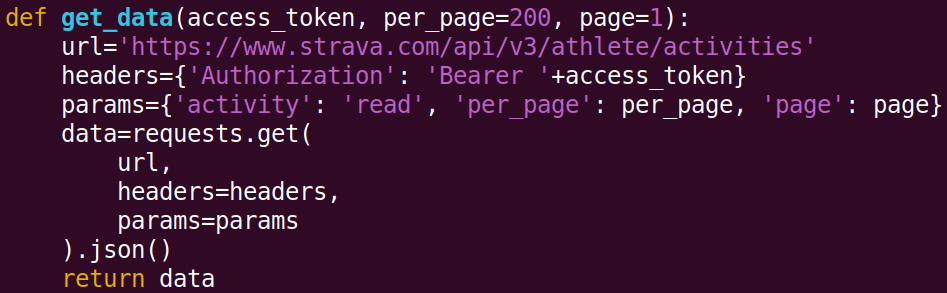 def get_data(access_token, per_page=200, page=1):
    url='https://www.strava.com/api/v3/athlete/activities'
    headers={'Authorization': 'Bearer '+access_token}
    params={'activity': 'read', 'per_page': per_page, 'page': page}
    data=requests.get(
        url,
        headers=headers,
        params=params
    ).json()
    return data